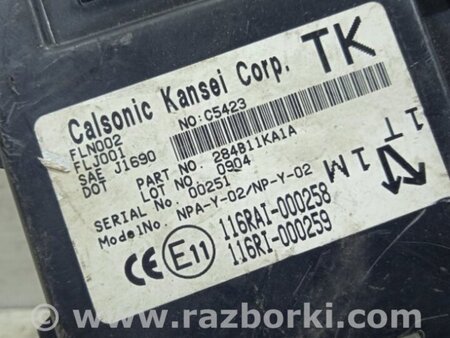 Calsonic Kansei Corp. TK
FLN002
FLJ001
SAE J1690
DOT
NO: C5423
PART NO 284B11KA1A
LOT NO 0904
SERIAL No. 00251
Model No. NPA-Y-02/NP-Y-02
CE E11
116RAI-000258
116RI-000259
1T
1M
www.razborki.com